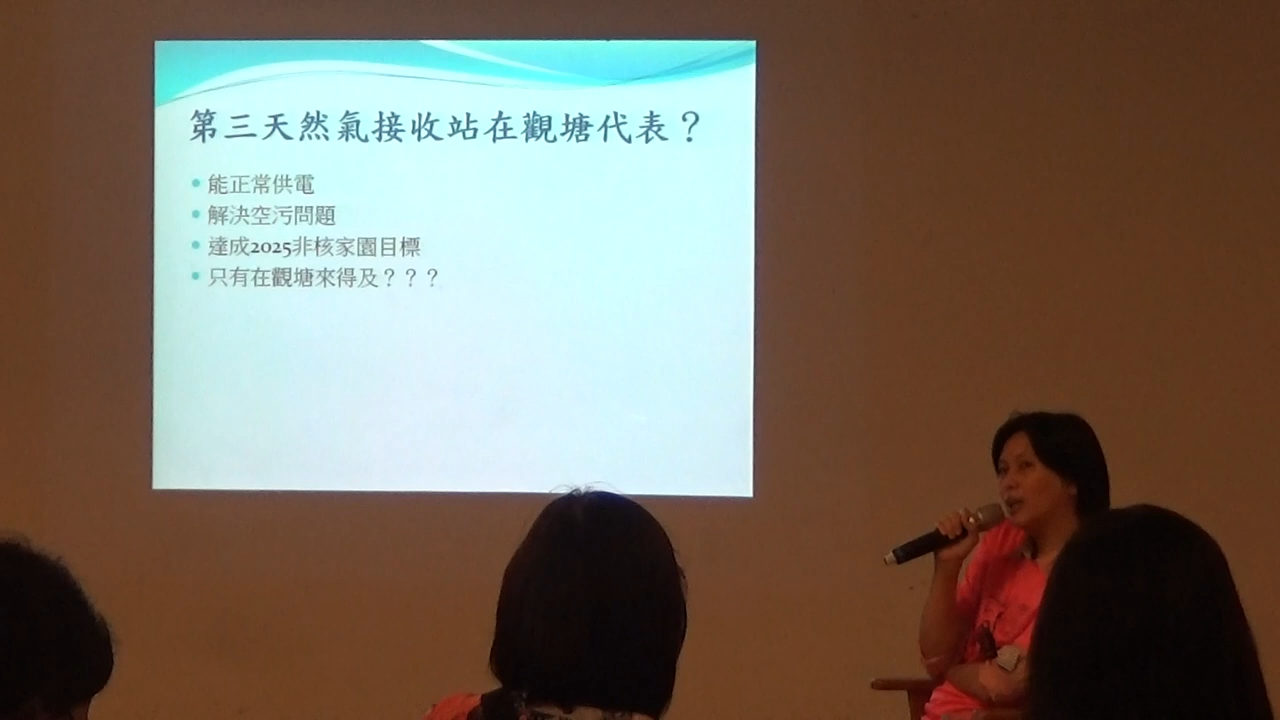 第三天然氣接收站在觀塘代表？
能正常供電
解決空污問題
達成2025非核家園目標
只有在觀塘來得及？？？